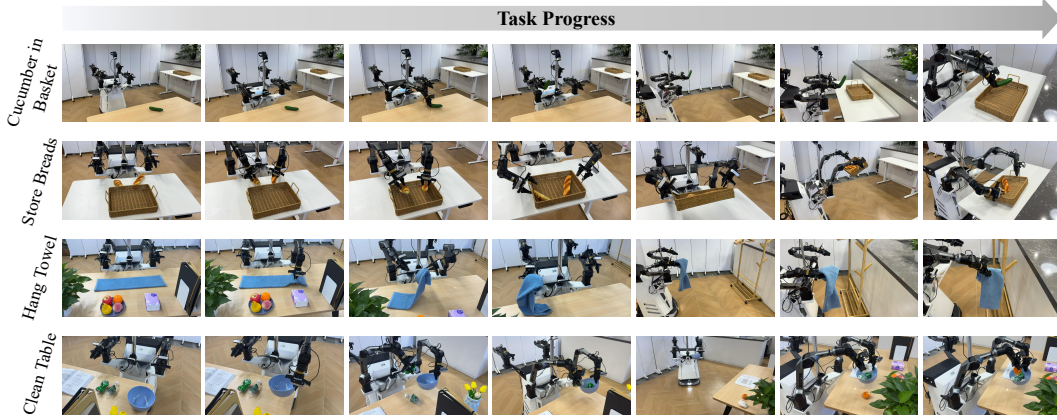 Task Progress
Cucumber in
Basket
Store Breads
Hang Towel
Clean Table